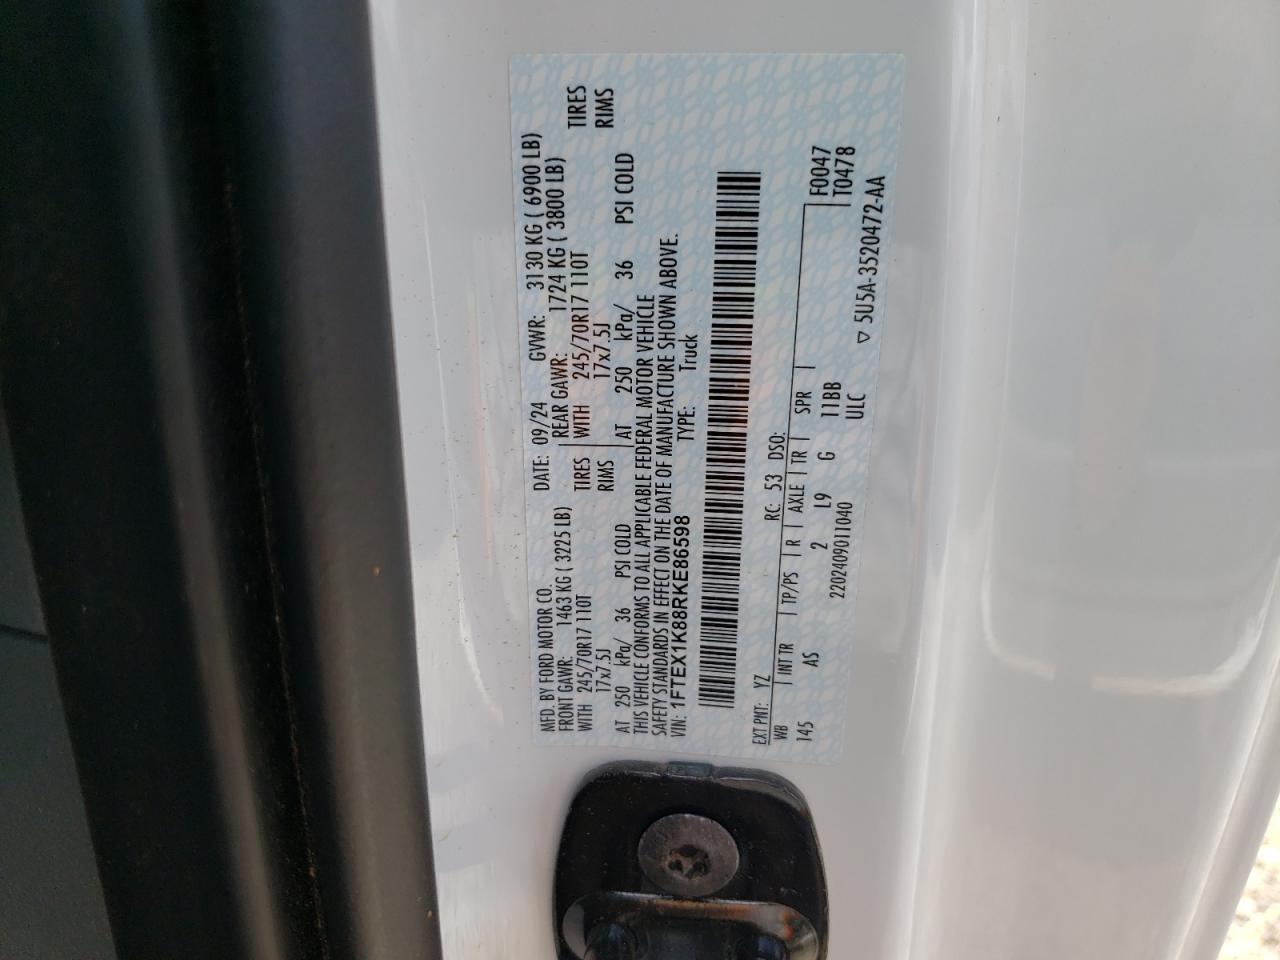 MFD. BY FORD MOTOR CO.
DATE: 09/24 GVWR: 3130 KG ( 6900 LB)
FRONT GAWR: 1463 KG ( 3225 LB) REAR GAWR: 1724 KG ( 3800 LB)
WITH 245/70R17 110T TIRES WITH 245/70R17 110T TIRES
17x7.5J RIMS 17x7.5J RIMS
AT 250 kPa/ 36 PSI COLD AT 250 kPa/ 36 PSI COLD
THIS VEHICLE CONFORMS TO ALL APPLICABLE FEDERAL MOTOR VEHICLE
SAFETY STANDARDS IN EFFECT ON THE DATE OF MANUFACTURE SHOWN ABOVE.
VIN: 1FTEX1K88RKE86598 TYPE: Truck
EXT PNT: YZ RC: 53 DSO:
WB | INT TR | TP/PS | R | AXLE | TR | SPR | F0047
145 AS 2 L9 G 11BB T0478
2202409011040 ULC
▽ 5U5A-3520472-AA